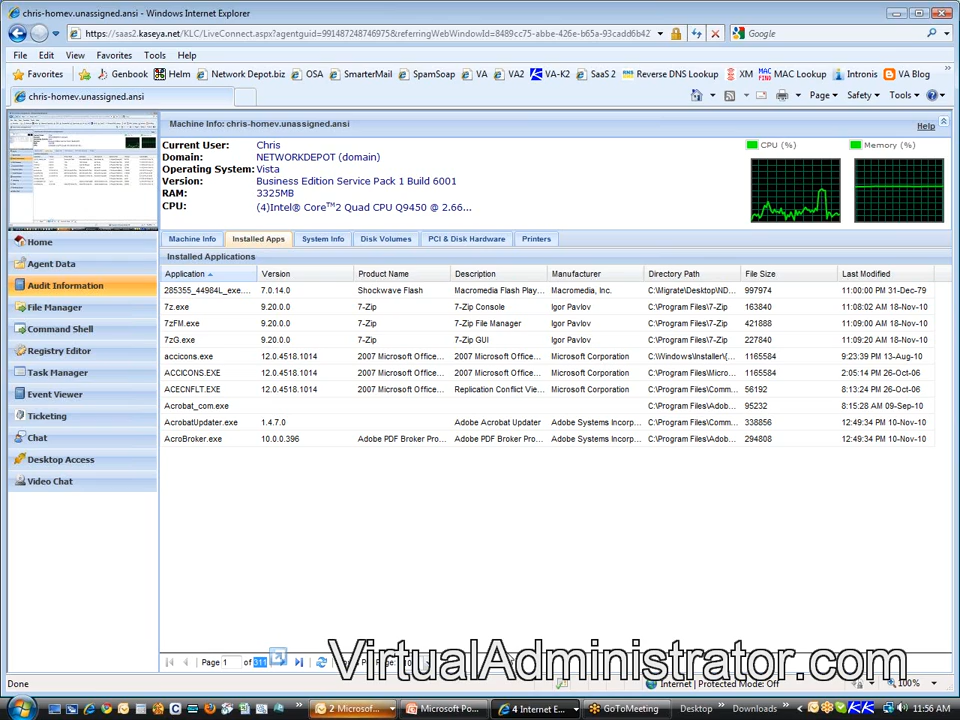 chris-homev.unassigned.ansi - Windows Internet Explorer
https://saas2.kaseya.net/KLC/LiveConnect.aspx?agentguid=991487248746975&referringWebWindowId=8489cc75-abbe-426e-b65a-93cadd6b42
Google
File Edit View Favorites Tools Help
Favorites Genbook Helm Network Depot.biz OSA SmarterMail SpamSoap VA VA2 VA-K2 SaaS 2 Reverse DNS Lookup XM MAC Lookup Intronis VA Blog
chris-homev.unassigned.ansi
Page Safety Tools
Machine Info: chris-homev.unassigned.ansi
Help
Current User: Chris
Domain: NETWORKDEPOT (domain)
Operating System: Vista
Version: Business Edition Service Pack 1 Build 6001
RAM: 3325MB
CPU: (4)Intel® Core™2 Quad CPU Q9450 @ 2.66...
CPU (%) Memory (%)
Home
Agent Data
Audit Information
File Manager
Command Shell
Registry Editor
Task Manager
Event Viewer
Ticketing
Chat
Desktop Access
Video Chat
Machine Info Installed Apps System Info Disk Volumes PCI & Disk Hardware Printers
Installed Applications
Application Version Product Name Description Manufacturer Directory Path File Size Last Modified
285355_44984L_exe.... 7.0.14.0 Shockwave Flash Macromedia Flash Play... Macromedia, Inc. C:\Migrate\Desktop\ND... 997974 11:00:00 PM 31-Dec-79
7z.exe 9.20.0.0 7-Zip 7-Zip Console Igor Pavlov C:\Program Files\7-Zip 163840 11:08:02 AM 18-Nov-10
7zFM.exe 9.20.0.0 7-Zip 7-Zip File Manager Igor Pavlov C:\Program Files\7-Zip 421888 11:09:00 AM 18-Nov-10
7zG.exe 9.20.0.0 7-Zip 7-Zip GUI Igor Pavlov C:\Program Files\7-Zip 227840 11:09:20 AM 18-Nov-10
accicons.exe 12.0.4518.1014 2007 Microsoft Office... 2007 Microsoft Office... Microsoft Corporation C:\Windows\Installer\{... 1165584 9:23:39 PM 13-Aug-10
ACCICONS.EXE 12.0.4518.1014 2007 Microsoft Office... 2007 Microsoft Office... Microsoft Corporation C:\Program Files\Micro... 1165584 2:05:14 PM 26-Oct-06
ACECNFLT.EXE 12.0.4518.1014 2007 Microsoft Office... Replication Conflict Vie... Microsoft Corporation C:\Program Files\Comm... 56192 8:13:24 PM 26-Oct-06
Acrobat_com.exe C:\Program Files\Adob... 95232 8:15:28 AM 09-Sep-10
AcrobatUpdater.exe 1.4.7.0 Adobe Acrobat Updater Adobe Systems Incorp... C:\Program Files\Comm... 338856 12:49:34 PM 10-Nov-10
AcroBroker.exe 10.0.0.396 Adobe PDF Broker Pro... Adobe PDF Broker Pro... Adobe Systems Incorp... C:\Program Files\Adob... 294808 12:49:34 PM 10-Nov-10
Page 1 of 311
VirtualAdministrator.com
Done
Internet | Protected Mode: Off
100%
2 Microsof... Microsoft Po... 4 Internet E... GoToMeeting Desktop Downloads 11:56 AM